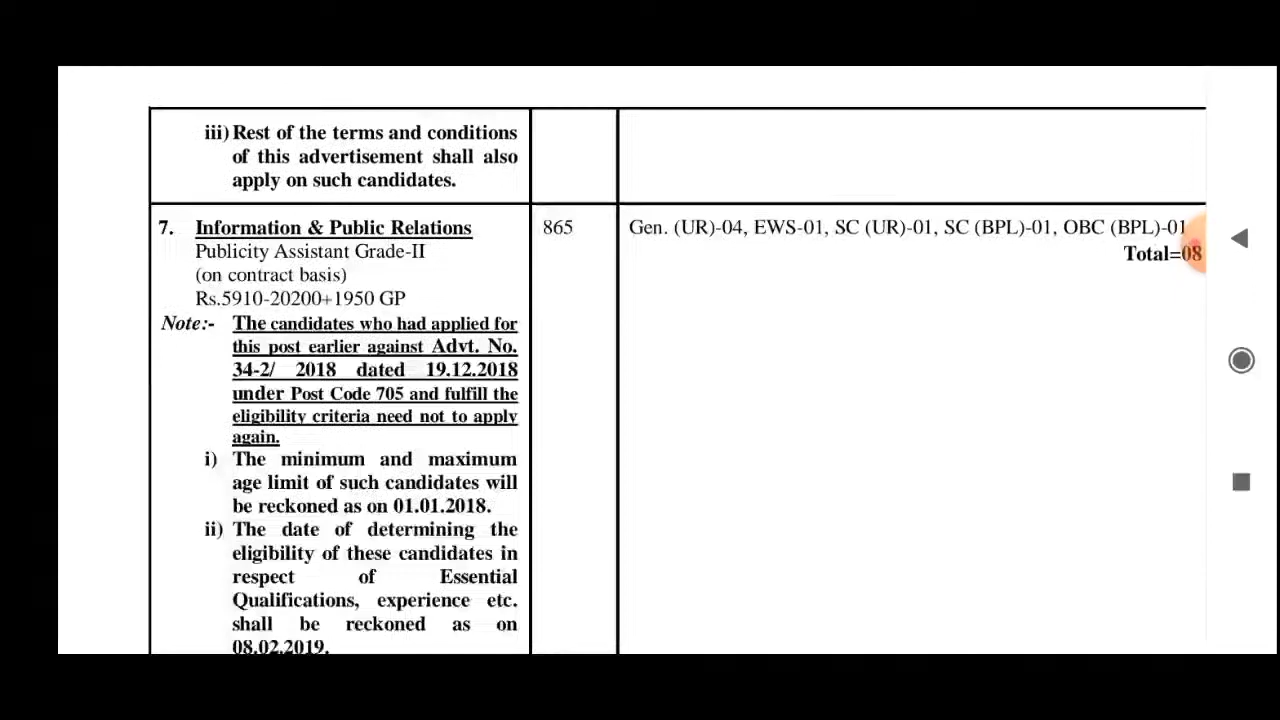 iii) Rest of the terms and conditions
of this advertisement shall also
apply on such candidates.
7. Information & Public Relations
Publicity Assistant Grade-II
(on contract basis)
Rs.5910-20200+1950 GP
865
Gen. (UR)-04, EWS-01, SC (UR)-01, SC (BPL)-01, OBC (BPL)-01
Total=08
Note:- The candidates who had applied for
this post earlier against Advt. No.
34-2/ 2018 dated 19.12.2018
under Post Code 705 and fulfill the
eligibility criteria need not to apply
again.
i) The minimum and maximum
age limit of such candidates will
be reckoned as on 01.01.2018.
ii) The date of determining the
eligibility of these candidates in
respect of Essential
Qualifications, experience etc.
shall be reckoned as on
08.02.2019.